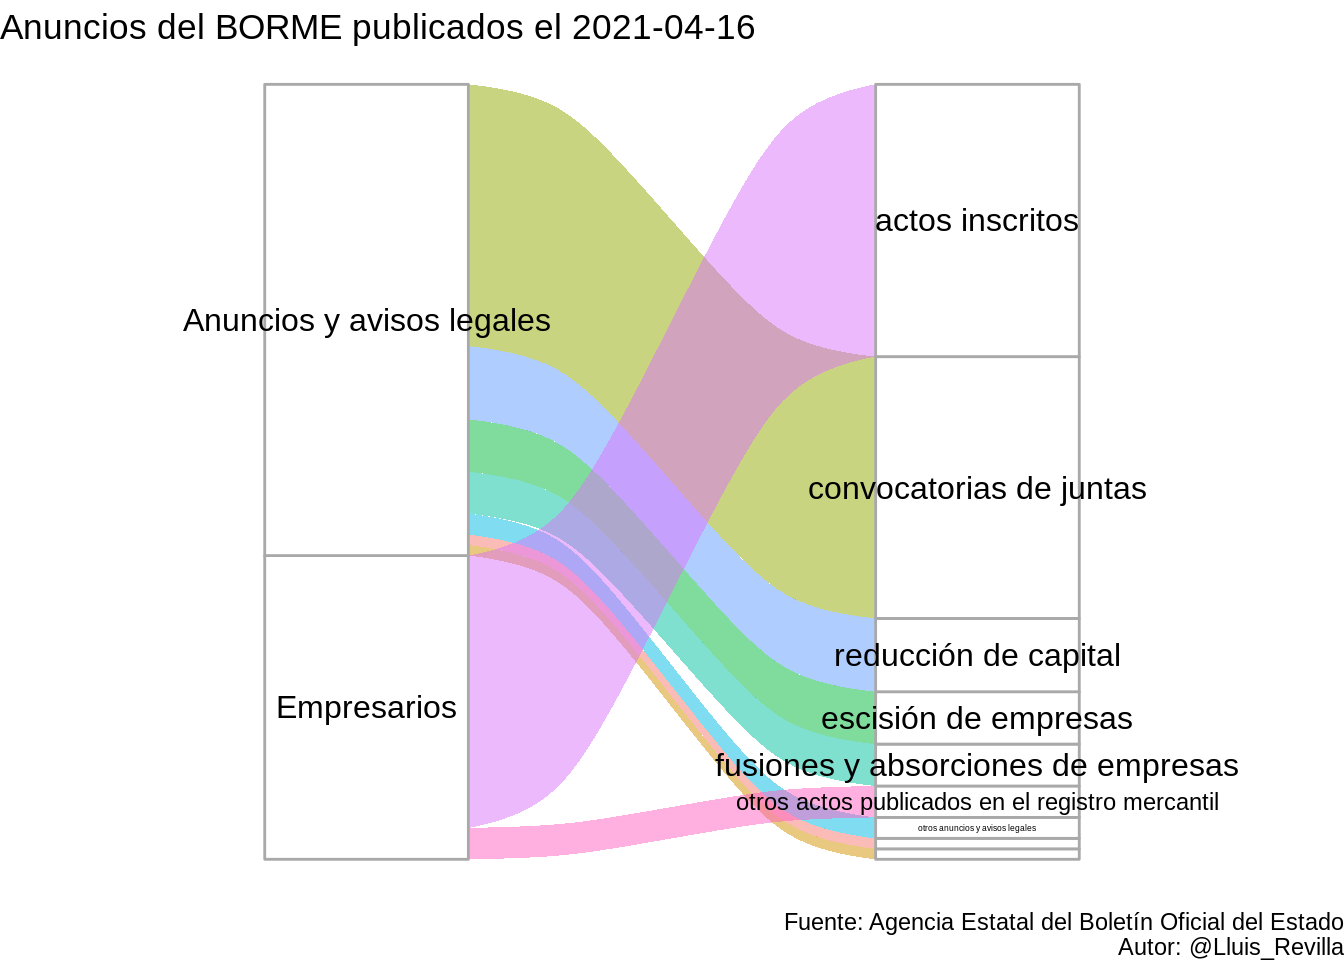 Anuncios del BORME publicados el 2021-04-16
actos inscritos
Anuncios y avisos legales
convocatorias de juntas
reducción de capital
Empresarios
escisión de empresas
fusiones y absorciones de empresas
otros actos publicados en el registro mercantil
otros anuncios y avisos legales
Fuente: Agencia Estatal del Boletín Oficial del Estado
Autor: @Lluis_Revilla